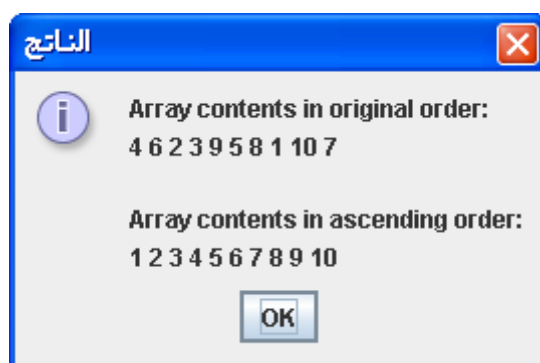 الناتج
Array contents in original order:
4 6 2 3 9 5 8 1 10 7
Array contents in ascending order:
1 2 3 4 5 6 7 8 9 10
OK